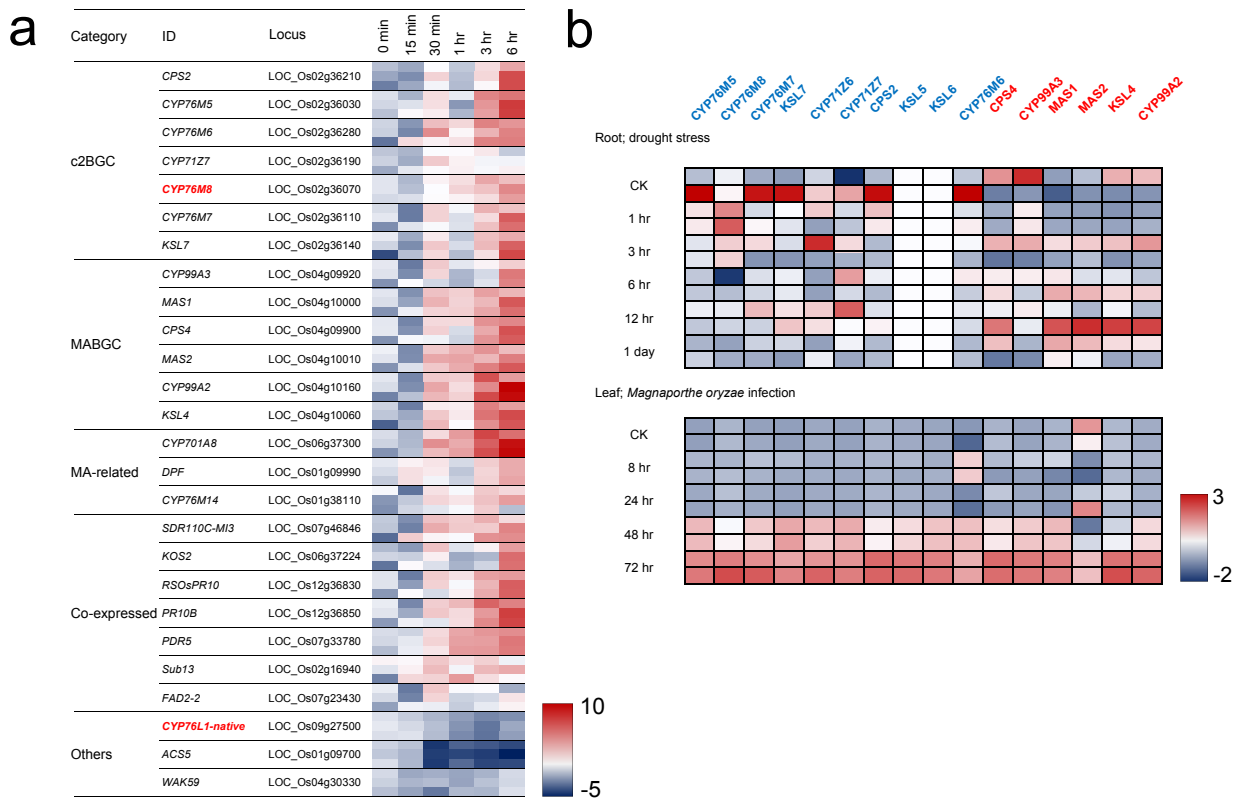 a
Category ID Locus 0 min 15 min 30 min 1 hr 3 hr 6 hr
CPS2 LOC_Os02g36210
CYP76M5 LOC_Os02g36030
CYP76M6 LOC_Os02g36280
c2BGC CYP71Z7 LOC_Os02g36190
CYP76M8 LOC_Os02g36070
CYP76M7 LOC_Os02g36110
KSL7 LOC_Os02g36140
CYP99A3 LOC_Os04g09920
MAS1 LOC_Os04g10000
MABGC CPS4 LOC_Os04g09900
MAS2 LOC_Os04g10010
CYP99A2 LOC_Os04g10160
KSL4 LOC_Os04g10060
CYP701A8 LOC_Os06g37300
MA-related DPF LOC_Os01g09990
CYP76M14 LOC_Os01g38110
SDR110C-MI3 LOC_Os07g46846
KOS2 LOC_Os06g37224
RSOsPR10 LOC_Os12g36830
Co-expressed PR10B LOC_Os12g36850
PDR5 LOC_Os07g33780
Sub13 LOC_Os02g16940
FAD2-2 LOC_Os07g23430
CYP76L1-native LOC_Os09g27500
Others ACS5 LOC_Os01g09700
WAK59 LOC_Os04g30330
10
-5
b
CYP76M5 CYP76M8 CYP76M7 KSL7 CYP71Z6 CYP71Z7 CPS2 KSL5 KSL6 CYP76M6 CPS4 CYP99A3 MAS1 MAS2 KSL4 CYP99A2
Root; drought stress
CK
1 hr
3 hr
6 hr
12 hr
1 day
Leaf; Magnaporthe oryzae infection
CK
8 hr
24 hr
48 hr
72 hr
3
-2